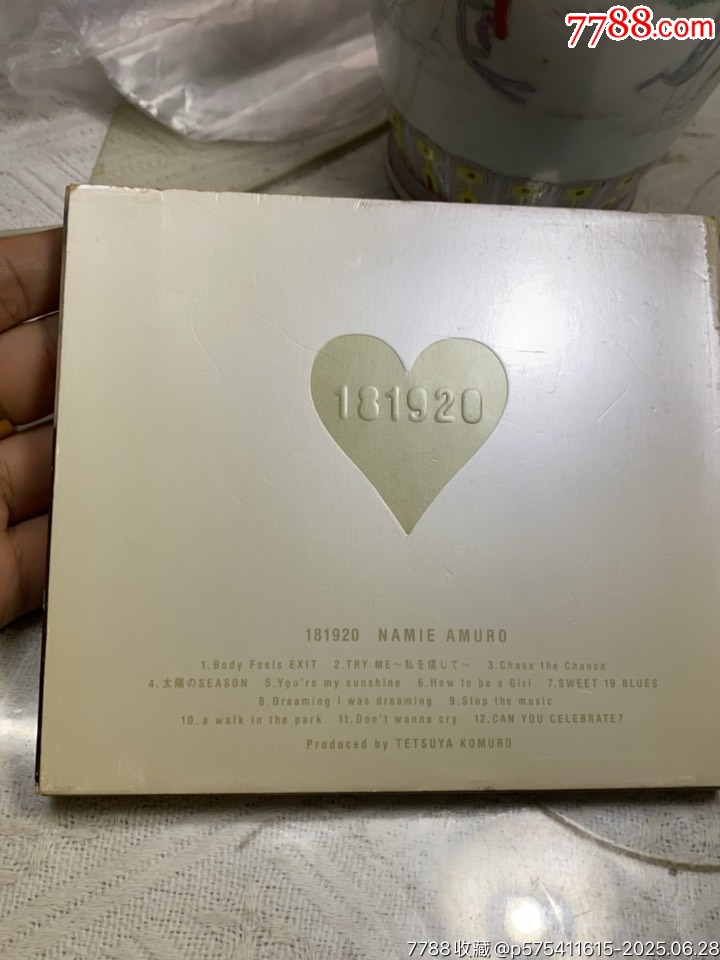 7788.com
181920
181920 NAMIE AMURO
1.Body Feels EXIT 2.TRY ME〜私を信じて〜 3.Chase the Chance
4.太陽のSEASON 5.You're my sunshine 6.How to be a Girl 7.SWEET 19 BLUES
8.Dreaming I was dreaming 9.Stop the music
10.a walk in the park 11.Don't wanna cry 12.CAN YOU CELEBRATE?
Produced by TETSUYA KOMURO
7788收藏 @p575411615-2025.06.28